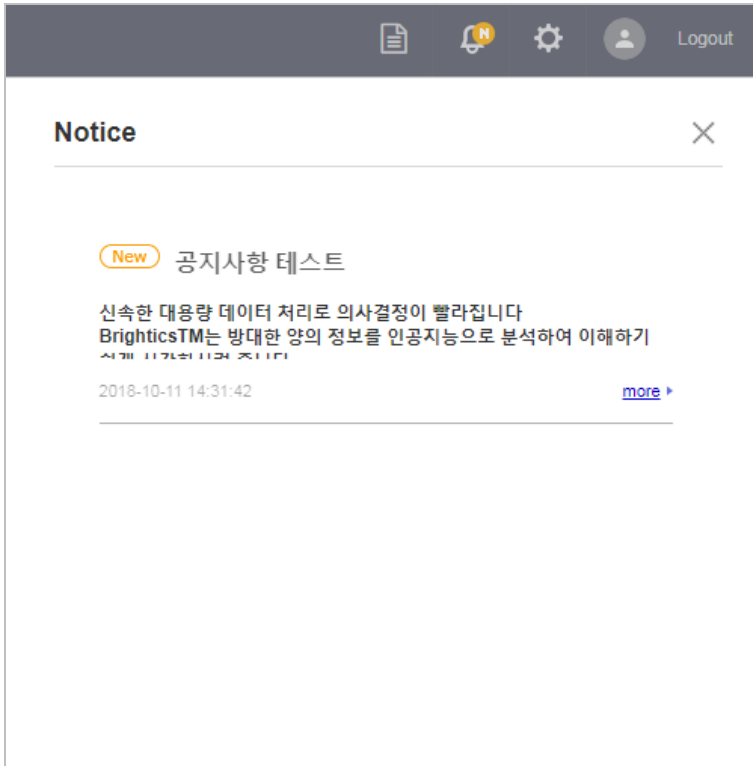 N
Logout
Notice
New 공지사항 테스트
신속한 대용량 데이터 처리로 의사결정이 빨라집니다
BrighticsTM는 방대한 양의 정보를 인공지능으로 분석하여 이해하기
2018-10-11 14:31:42
more